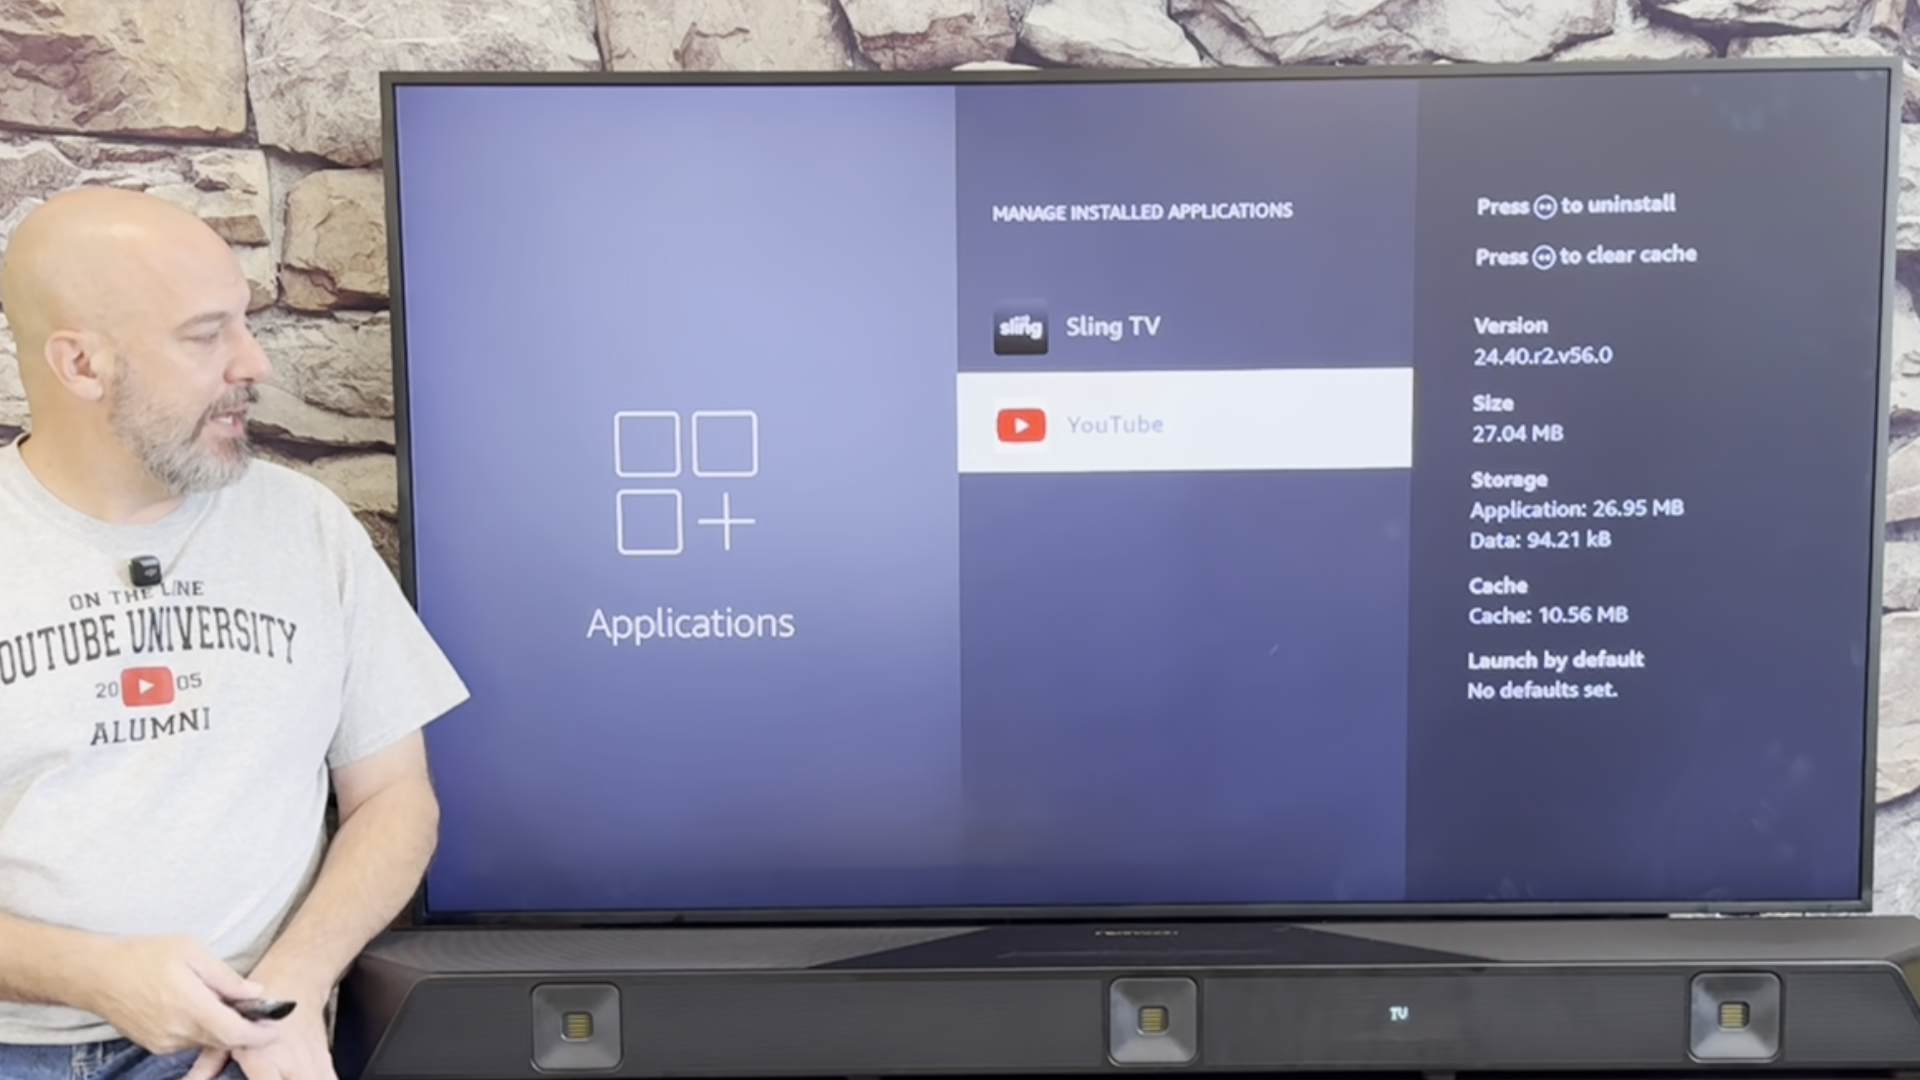 MANAGE INSTALLED APPLICATIONS
sling
Sling TV
YouTube
Applications
Press to uninstall
Press to clear cache
Version
24.40.r2.v56.0
Size
27.04 MB
Storage
Application: 26.95 MB
Data: 94.21 kB
Cache
Cache: 10.56 MB
Launch by default
No defaults set.
ON THE LINE
OUTUBE UNIVERSITY
20 05
ALUMNI
TV